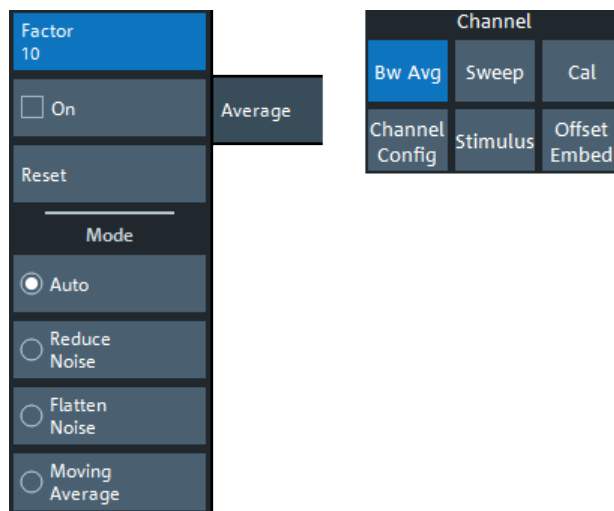 Factor
10
On
Reset
Mode
Auto
Reduce
Noise
Flatten
Noise
Moving
Average
Average
Channel
Bw Avg
Sweep
Cal
Channel
Config
Stimulus
Offset
Embed